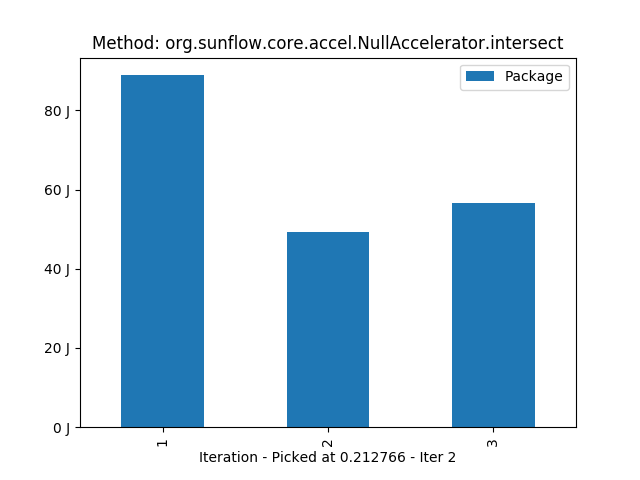 Method: org.sunflow.core.accel.NullAccelerator.intersect
Package
80 J
60 J
40 J
20 J
0 J
1
2
3
Iteration - Picked at 0.212766 - Iter 2